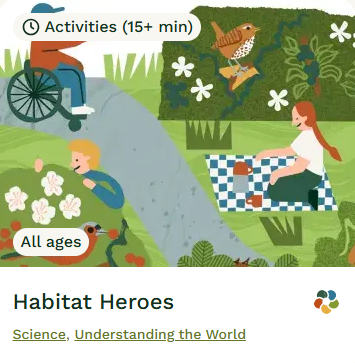 Activities (15+ min)
All ages
Habitat Heroes
Science, Understanding the World